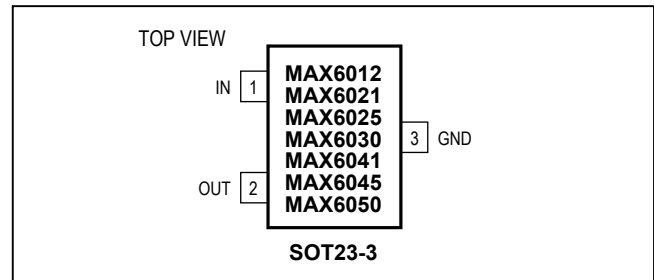 TOP VIEW
IN 1
MAX6012
MAX6021
MAX6025
MAX6030
MAX6041
MAX6045
MAX6050
3 GND
OUT 2
SOT23-3